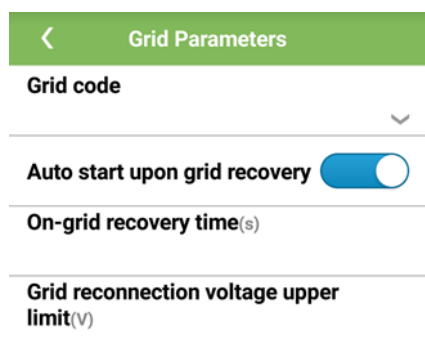 Grid Parameters
Grid code
Auto start upon grid recovery
On-grid recovery time(s)
Grid reconnection voltage upper
limit(V)